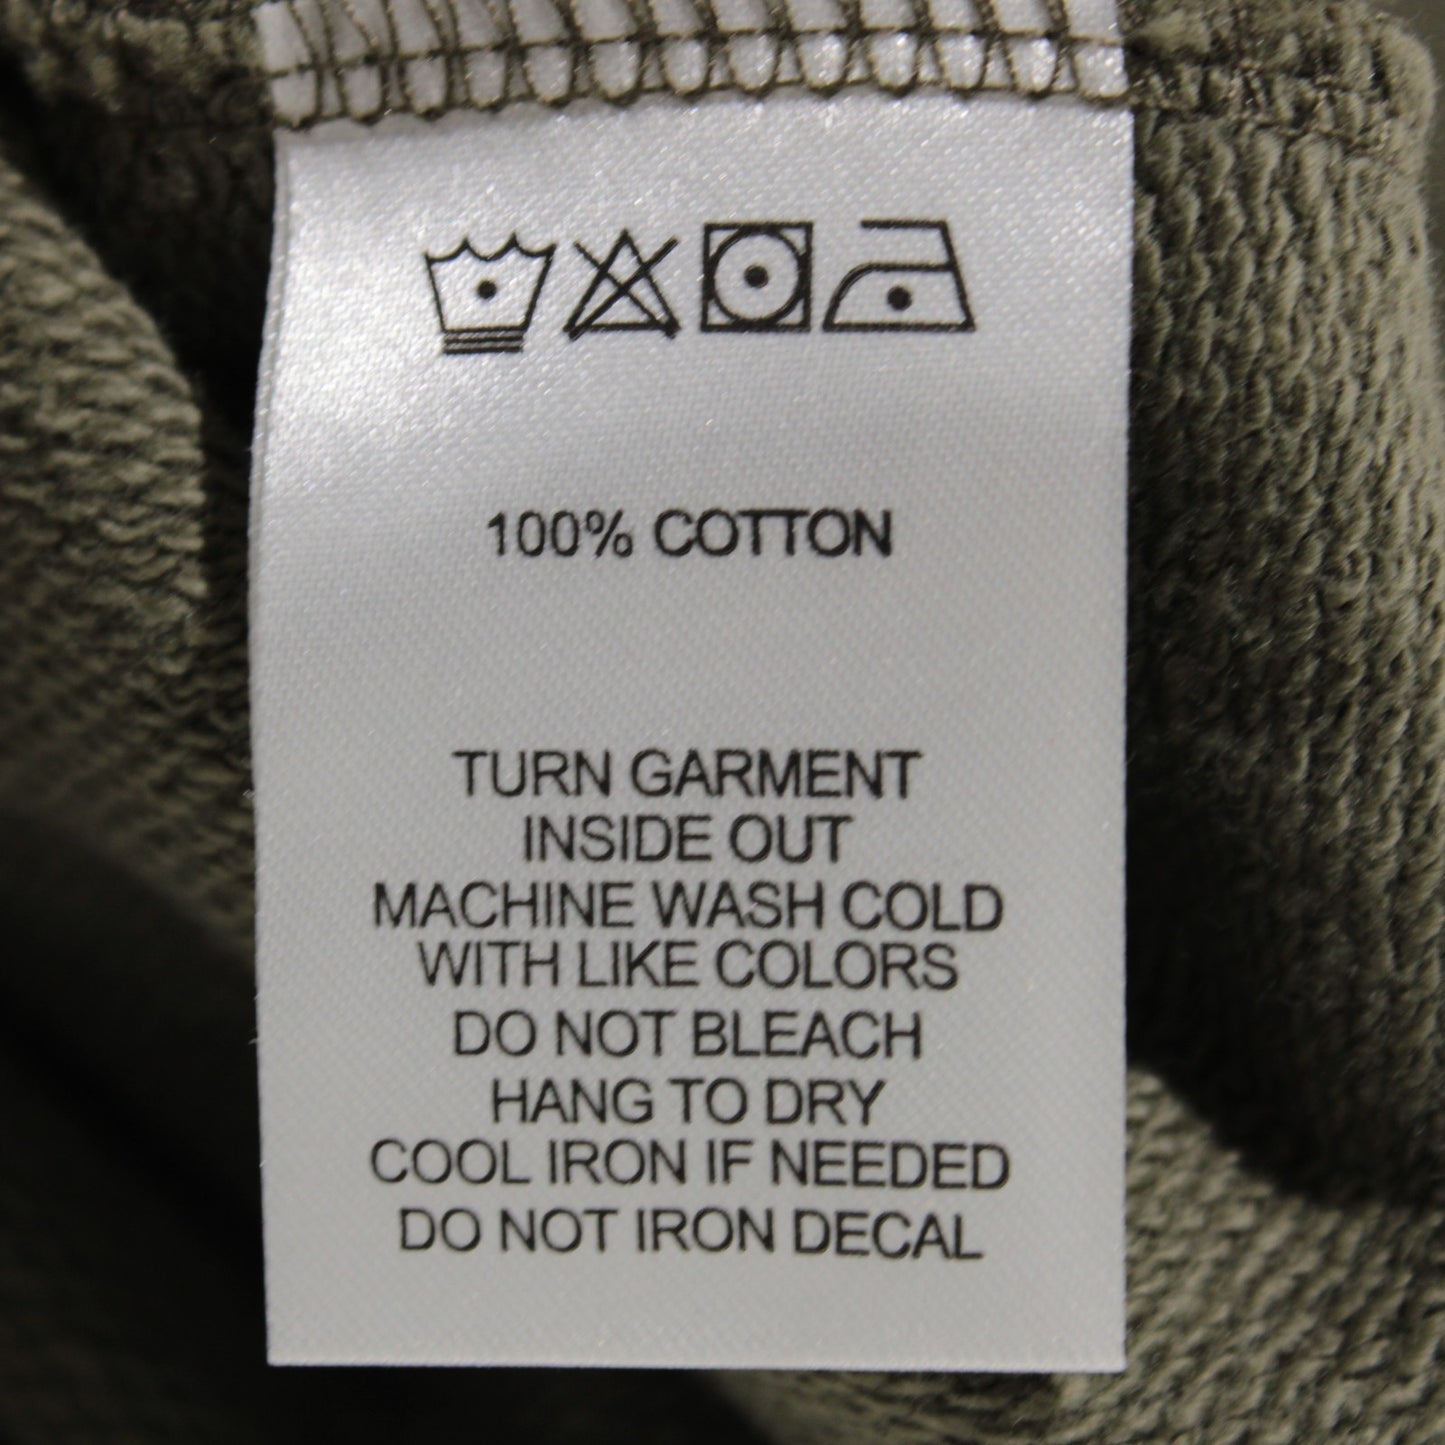 100% COTTON
TURN GARMENT
INSIDE OUT
MACHINE WASH COLD
WITH LIKE COLORS
DO NOT BLEACH
HANG TO DRY
COOL IRON IF NEEDED
DO NOT IRON DECAL